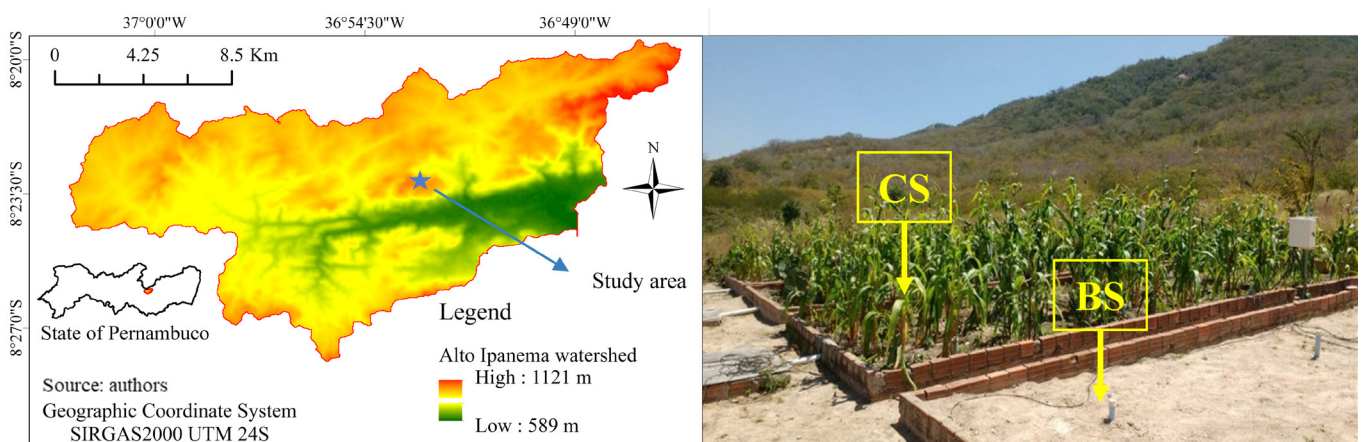 37°0'0"W
36°54'30"W
36°49'0"W
8°20'0"S
8°23'3"S
8°27'0"S
0 4.25 8.5 Km
N
Study area
State of Pernambuco
Legend
Alto Ipanema watershed
High : 1121 m
Low : 589 m
Source: authors
Geographic Coordinate System
SIRGAS2000 UTM 24S
CS
BS